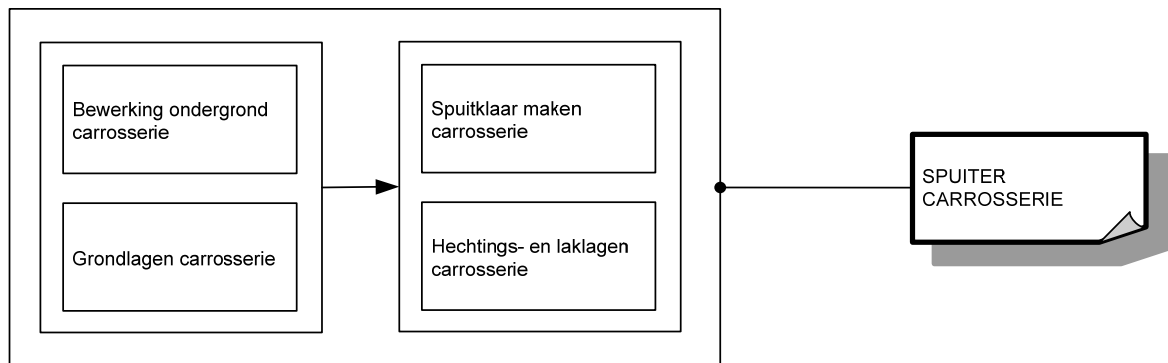 Bewerking ondergrond
carrosserie
Grondlagen carrosserie
Spuitklaar maken
carrosserie
Hechtings- en laklagen
carrosserie
SPUITER
CARROSSERIE